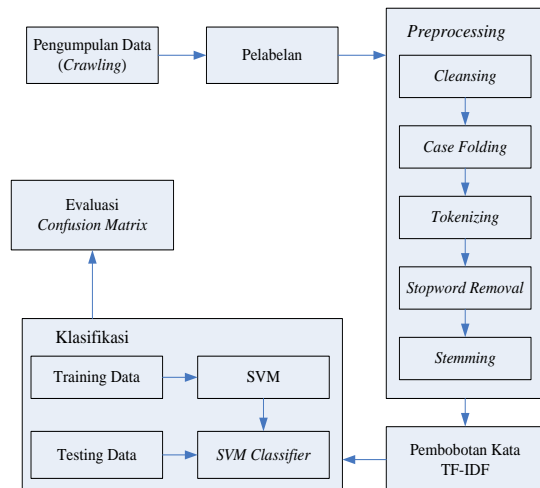 Pengumpulan Data
(Crawling)
Pelabelan
Preprocessing
Cleansing
Case Folding
Tokenizing
Stopword Removal
Stemming
Pembobotan Kata
TF-IDF
Klasifikasi
Training Data
SVM
Testing Data
SVM Classifier
Evaluasi
Confusion Matrix